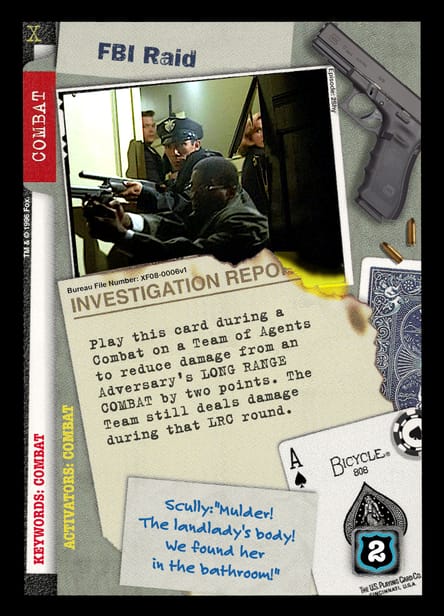 X
FBI Raid
COMBAT
Episode: 2Shy
TM & © 1996 Fox.
Bureau File Number: XF08-0006v1
INVESTIGATION REPO
Play this card during a
Combat on a Team of Agents
to reduce damage from an
Adversary's LONG RANGE
COMBAT by two points. The
Team still deals damage
during that LRC round.
KEYWORDS: COMBAT
ACTIVATORS: COMBAT
Scully:"Mulder!
The landlady's body!
We found her
in the bathroom!"
A
BICYCLE®
808
2
THE U.S. PLAYING CARD CO.
CINCINNATI, U.S.A.